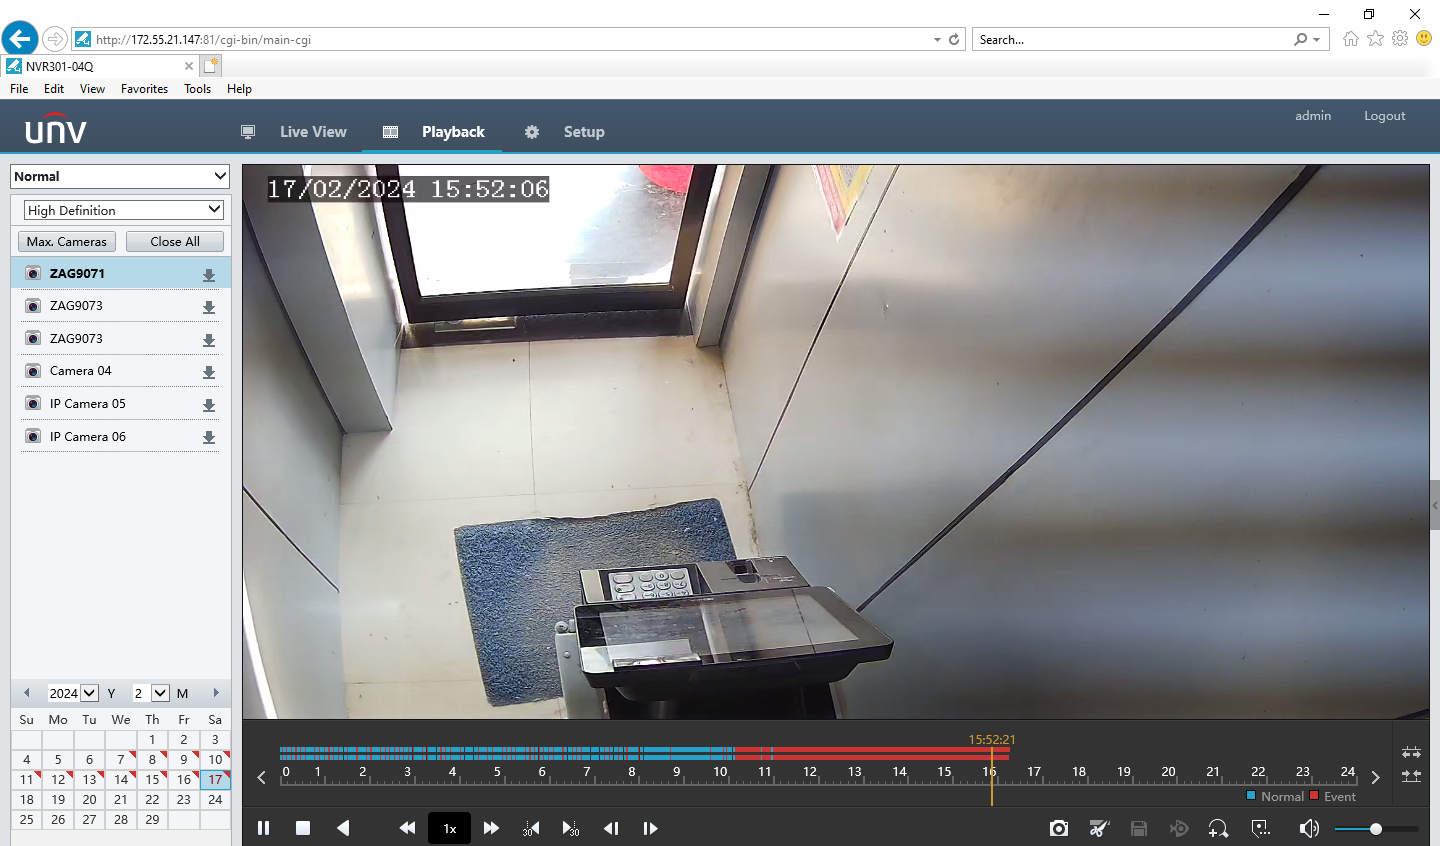 http://172.55.21.147:81/cgi-bin/main-cgi
Search...
NVR301-04Q
File Edit View Favorites Tools Help
unv
Live View Playback Setup
admin Logout
Normal
High Definition
Max. Cameras Close All
ZAG9071
ZAG9073
ZAG9073
Camera 04
IP Camera 05
IP Camera 06
17/02/2024 15:52:06
2024 Y 2 M
Su Mo Tu We Th Fr Sa
1 2 3
4 5 6 7 8 9 10
11 12 13 14 15 16 17
18 19 20 21 22 23 24
25 26 27 28 29
15:52:21
0 1 2 3 4 5 6 7 8 9 10 11 12 13 14 15 16 17 18 19 20 21 22 23 24
Normal Event
1x
30 30